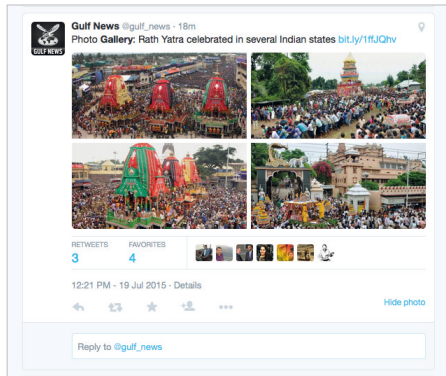 Gulf News @gulf_news · 18m
GULF NEWS
Photo Gallery: Rath Yatra celebrated in several Indian states bit.ly/1ffJQhv
RETWEETS FAVORITES
3 4
12:21 PM - 19 Jul 2015 · Details
Hide photo
Reply to @gulf_news